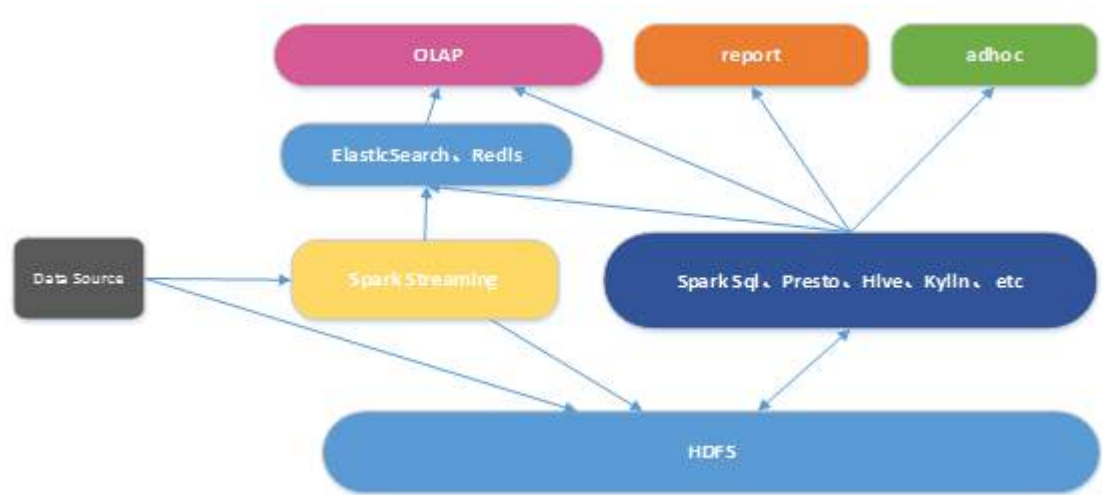 OLAP
report
adhoc
ElasticSearch、Redis
Data Source
Spark Streaming
Spark Sql、Presto、Hive、Kylin、etc
HDFS